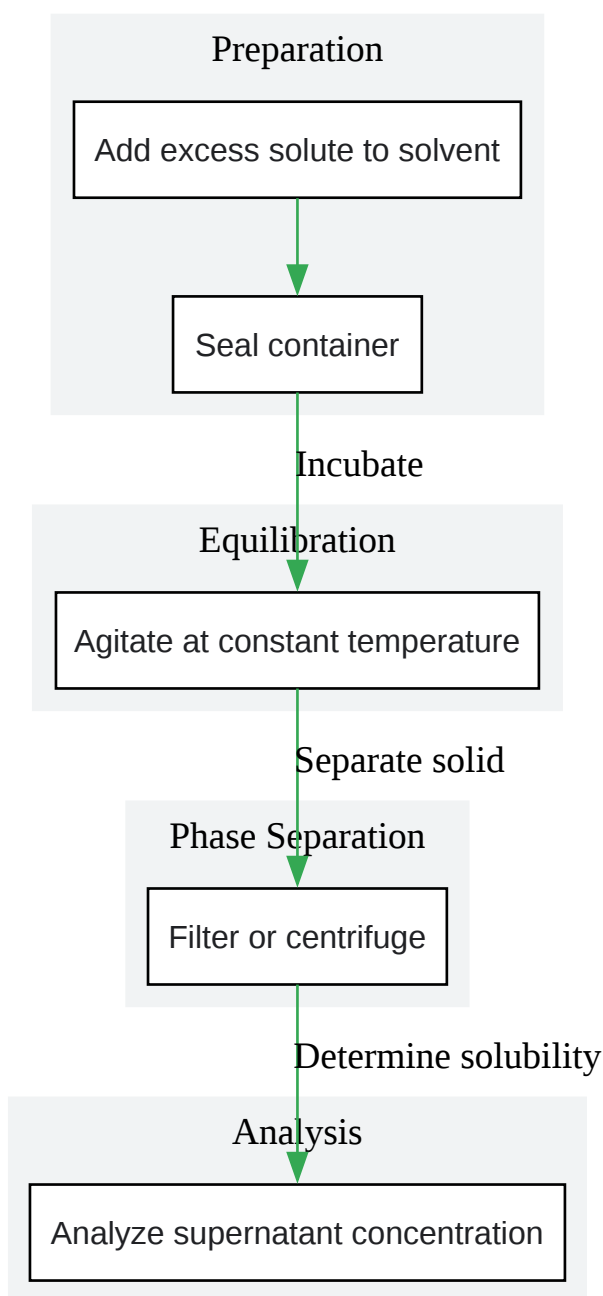 Preparation
Add excess solute to solvent
Seal container
Incubate
Equilibration
Agitate at constant temperature
Separate solid
Phase Separation
Filter or centrifuge
Determine solubility
Analysis
Analyze supernatant concentration